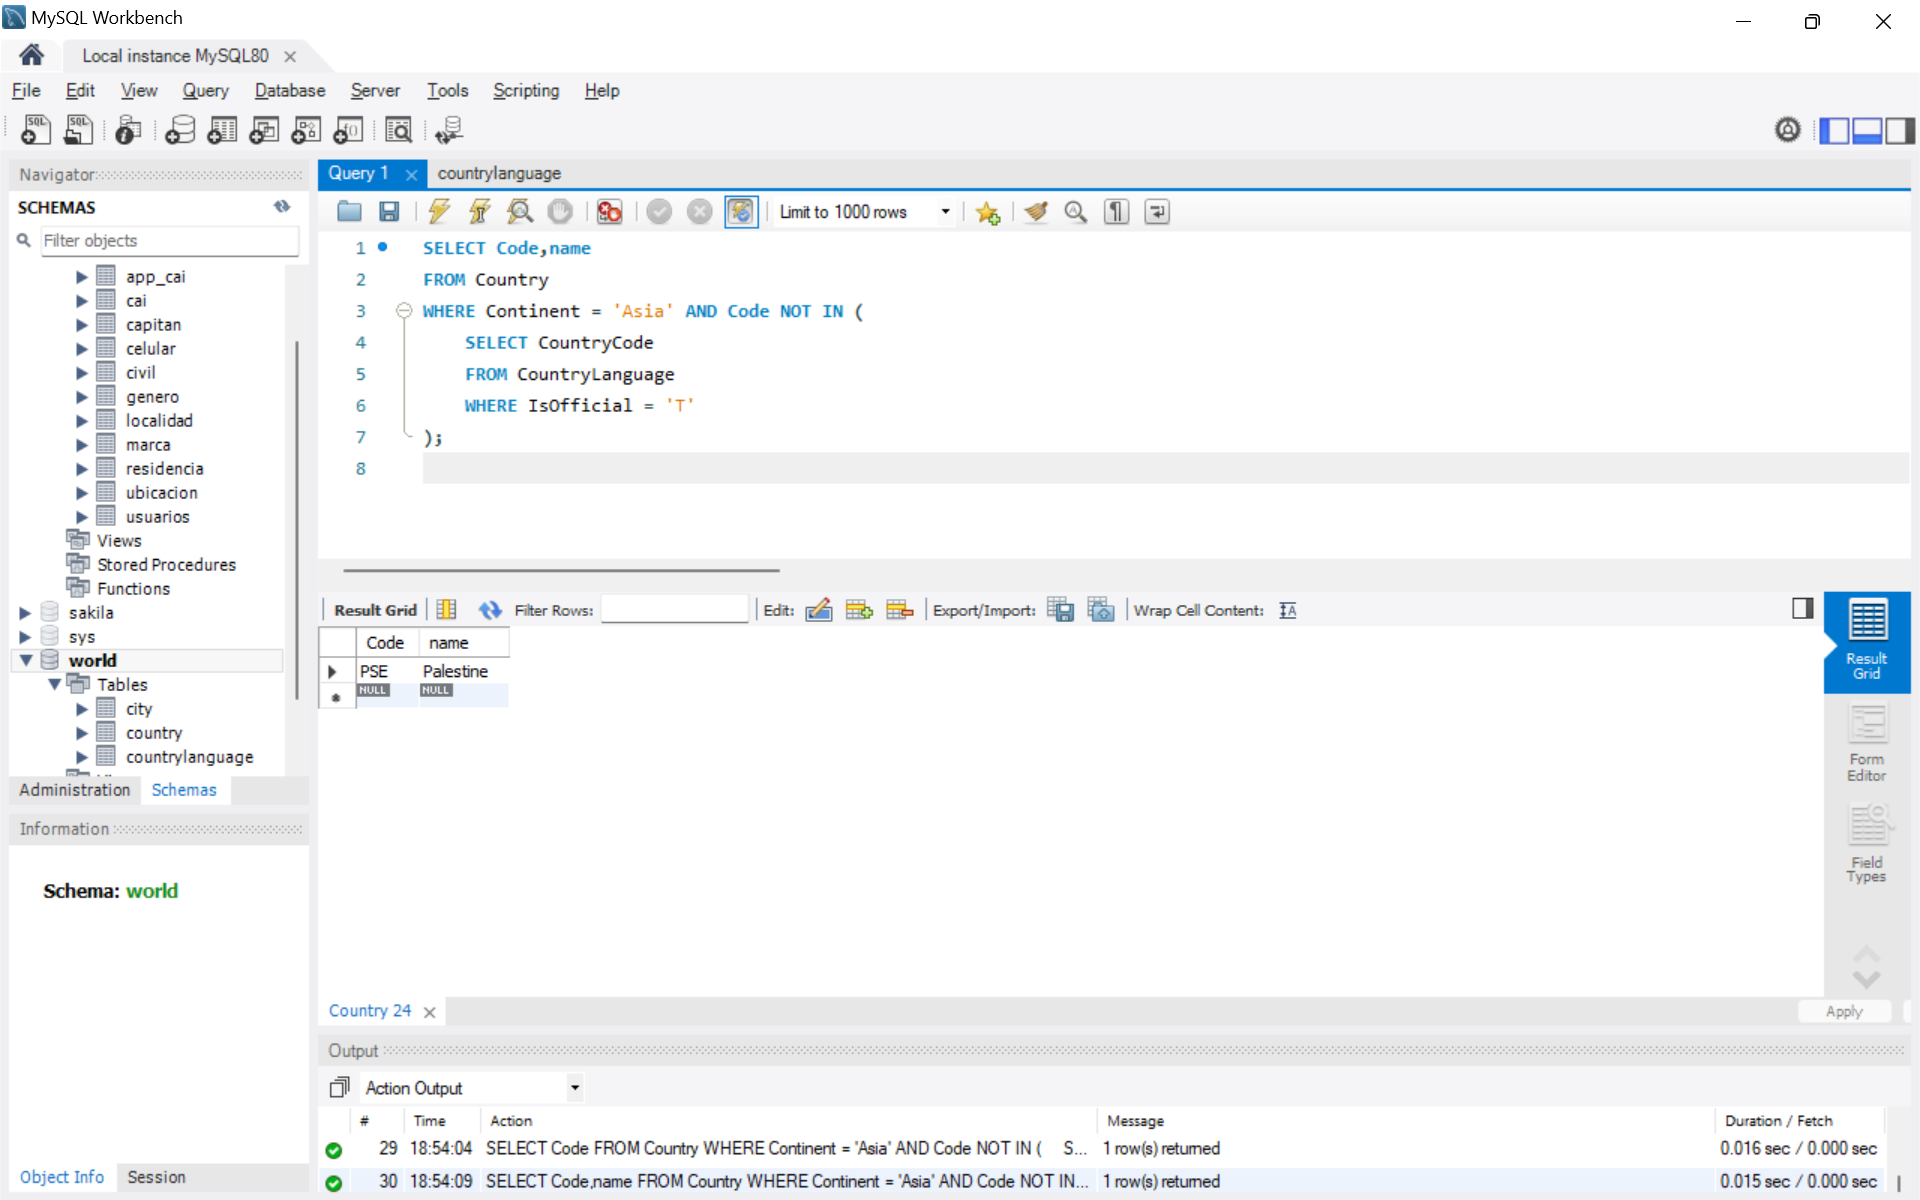 MySQL Workbench
Local instance MySQL80
File Edit View Query Database Server Tools Scripting Help
Navigator
SCHEMAS
Filter objects
app_cai
cai
capitan
celular
civil
genero
localidad
marca
residencia
ubicacion
usuarios
Views
Stored Procedures
Functions
sakila
sys
world
Tables
city
country
countrylanguage
Administration Schemas
Information
Schema: world
Object Info Session
Query 1 countrylanguage
Limit to 1000 rows
1 SELECT Code,name
2 FROM Country
3 WHERE Continent = 'Asia' AND Code NOT IN (
4 SELECT CountryCode
5 FROM CountryLanguage
6 WHERE IsOfficial = 'T'
7 );
8
Result Grid Filter Rows: Edit: Export/Import: Wrap Cell Content:
Code name
PSE Palestine
NULL NULL
Result
Grid
Form
Editor
Field
Types
Country 24
Apply
Output
Action Output
# Time Action Message Duration / Fetch
29 18:54:04 SELECT Code FROM Country WHERE Continent = 'Asia' AND Code NOT IN ( S... 1 row(s) returned 0.016 sec / 0.000 sec
30 18:54:09 SELECT Code,name FROM Country WHERE Continent = 'Asia' AND Code NOT IN... 1 row(s) returned 0.015 sec / 0.000 sec